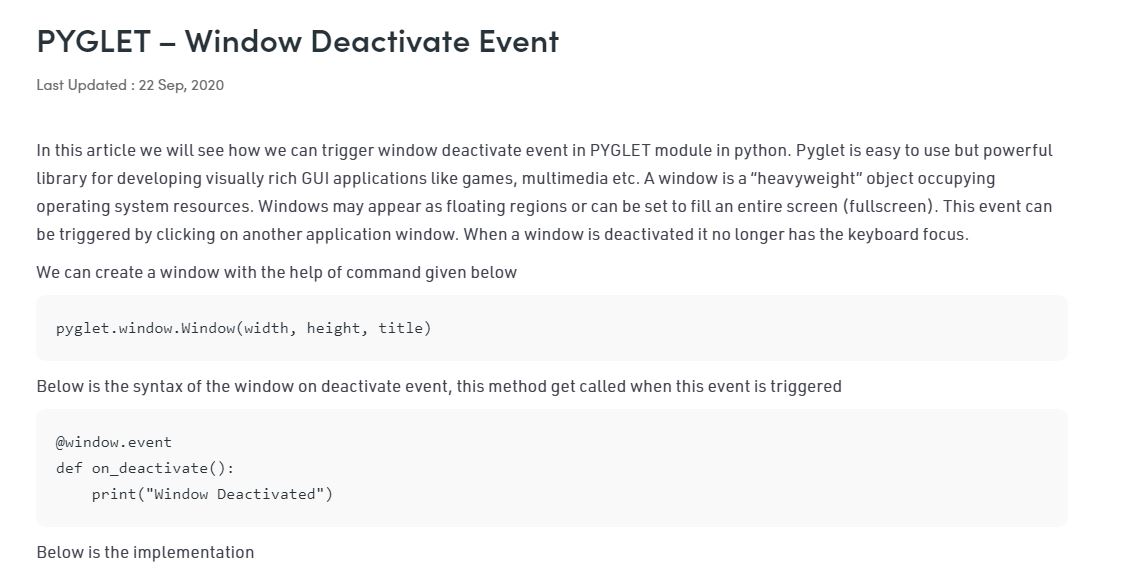 PYGLET – Window Deactivate Event
Last Updated : 22 Sep, 2020
In this article we will see how we can trigger window deactivate event in PYGLET module in python. Pyglet is easy to use but powerful
library for developing visually rich GUI applications like games, multimedia etc. A window is a “heavyweight” object occupying
operating system resources. Windows may appear as floating regions or can be set to fill an entire screen (fullscreen). This event can
be triggered by clicking on another application window. When a window is deactivated it no longer has the keyboard focus.
We can create a window with the help of command given below
pyglet.window.Window(width, height, title)
Below is the syntax of the window on deactivate event, this method get called when this event is triggered
@window.event
def on_deactivate():
    print("Window Deactivated")
Below is the implementation